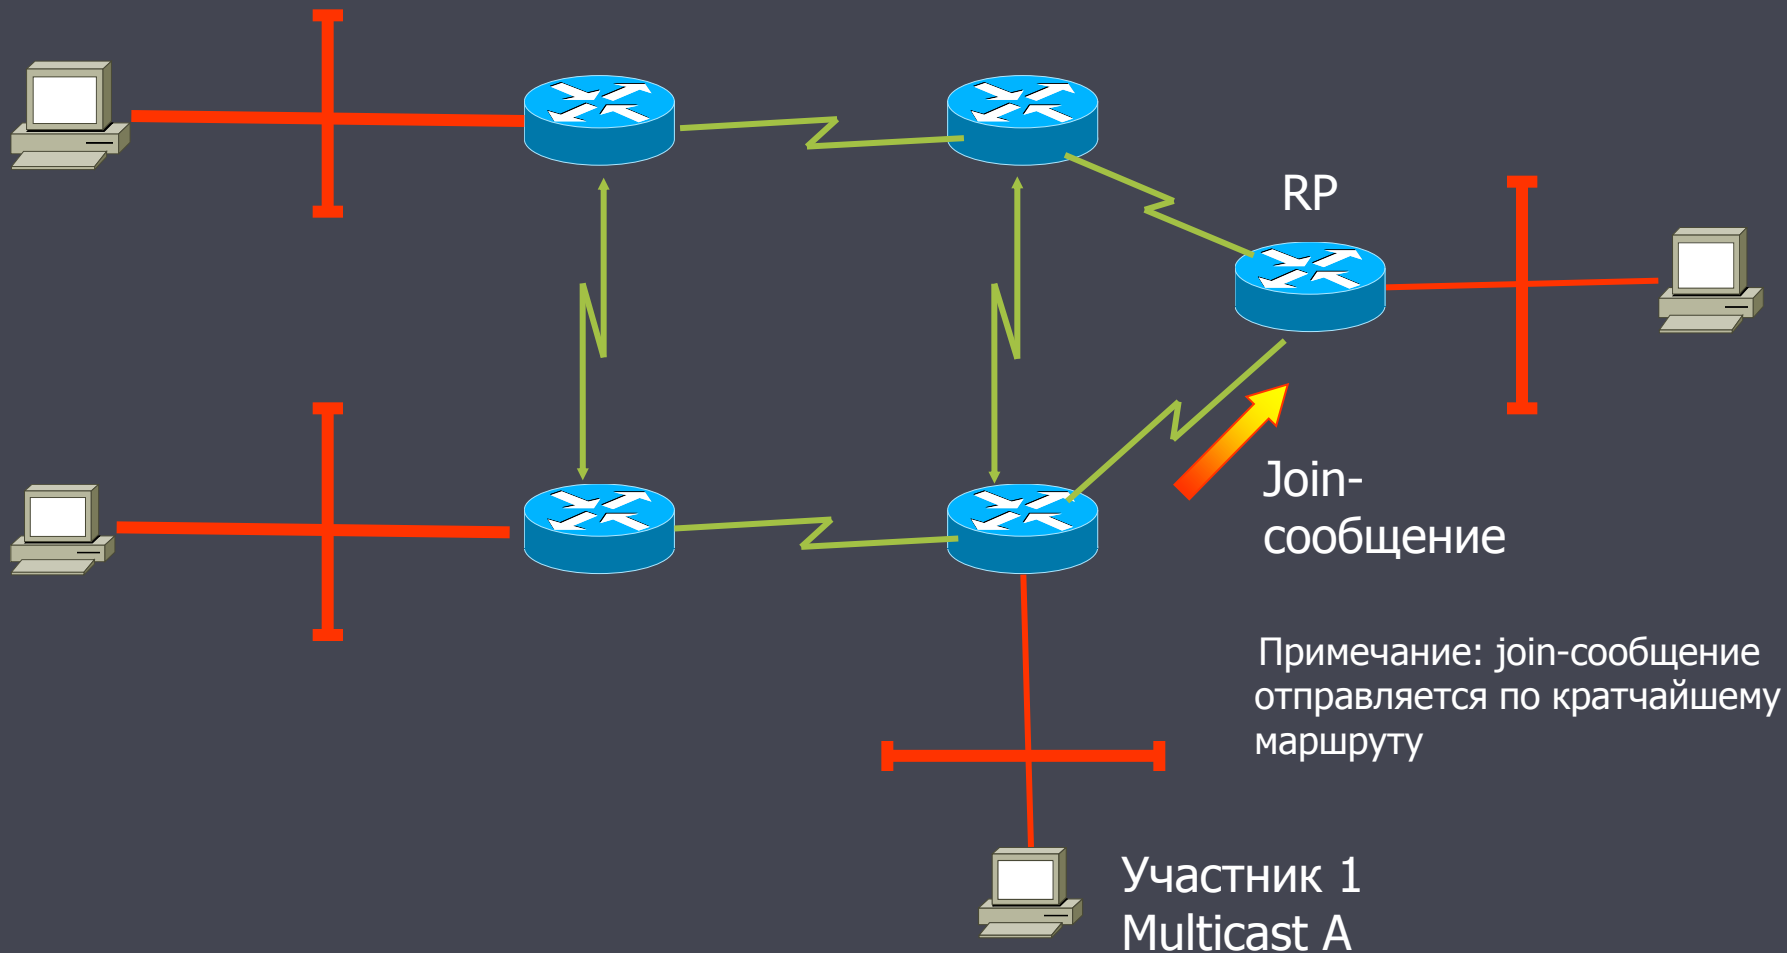 RP
Join-
сообщение
Примечание: join-сообщение
отправляется по кратчайшему
маршруту
Участник 1
Multicast A